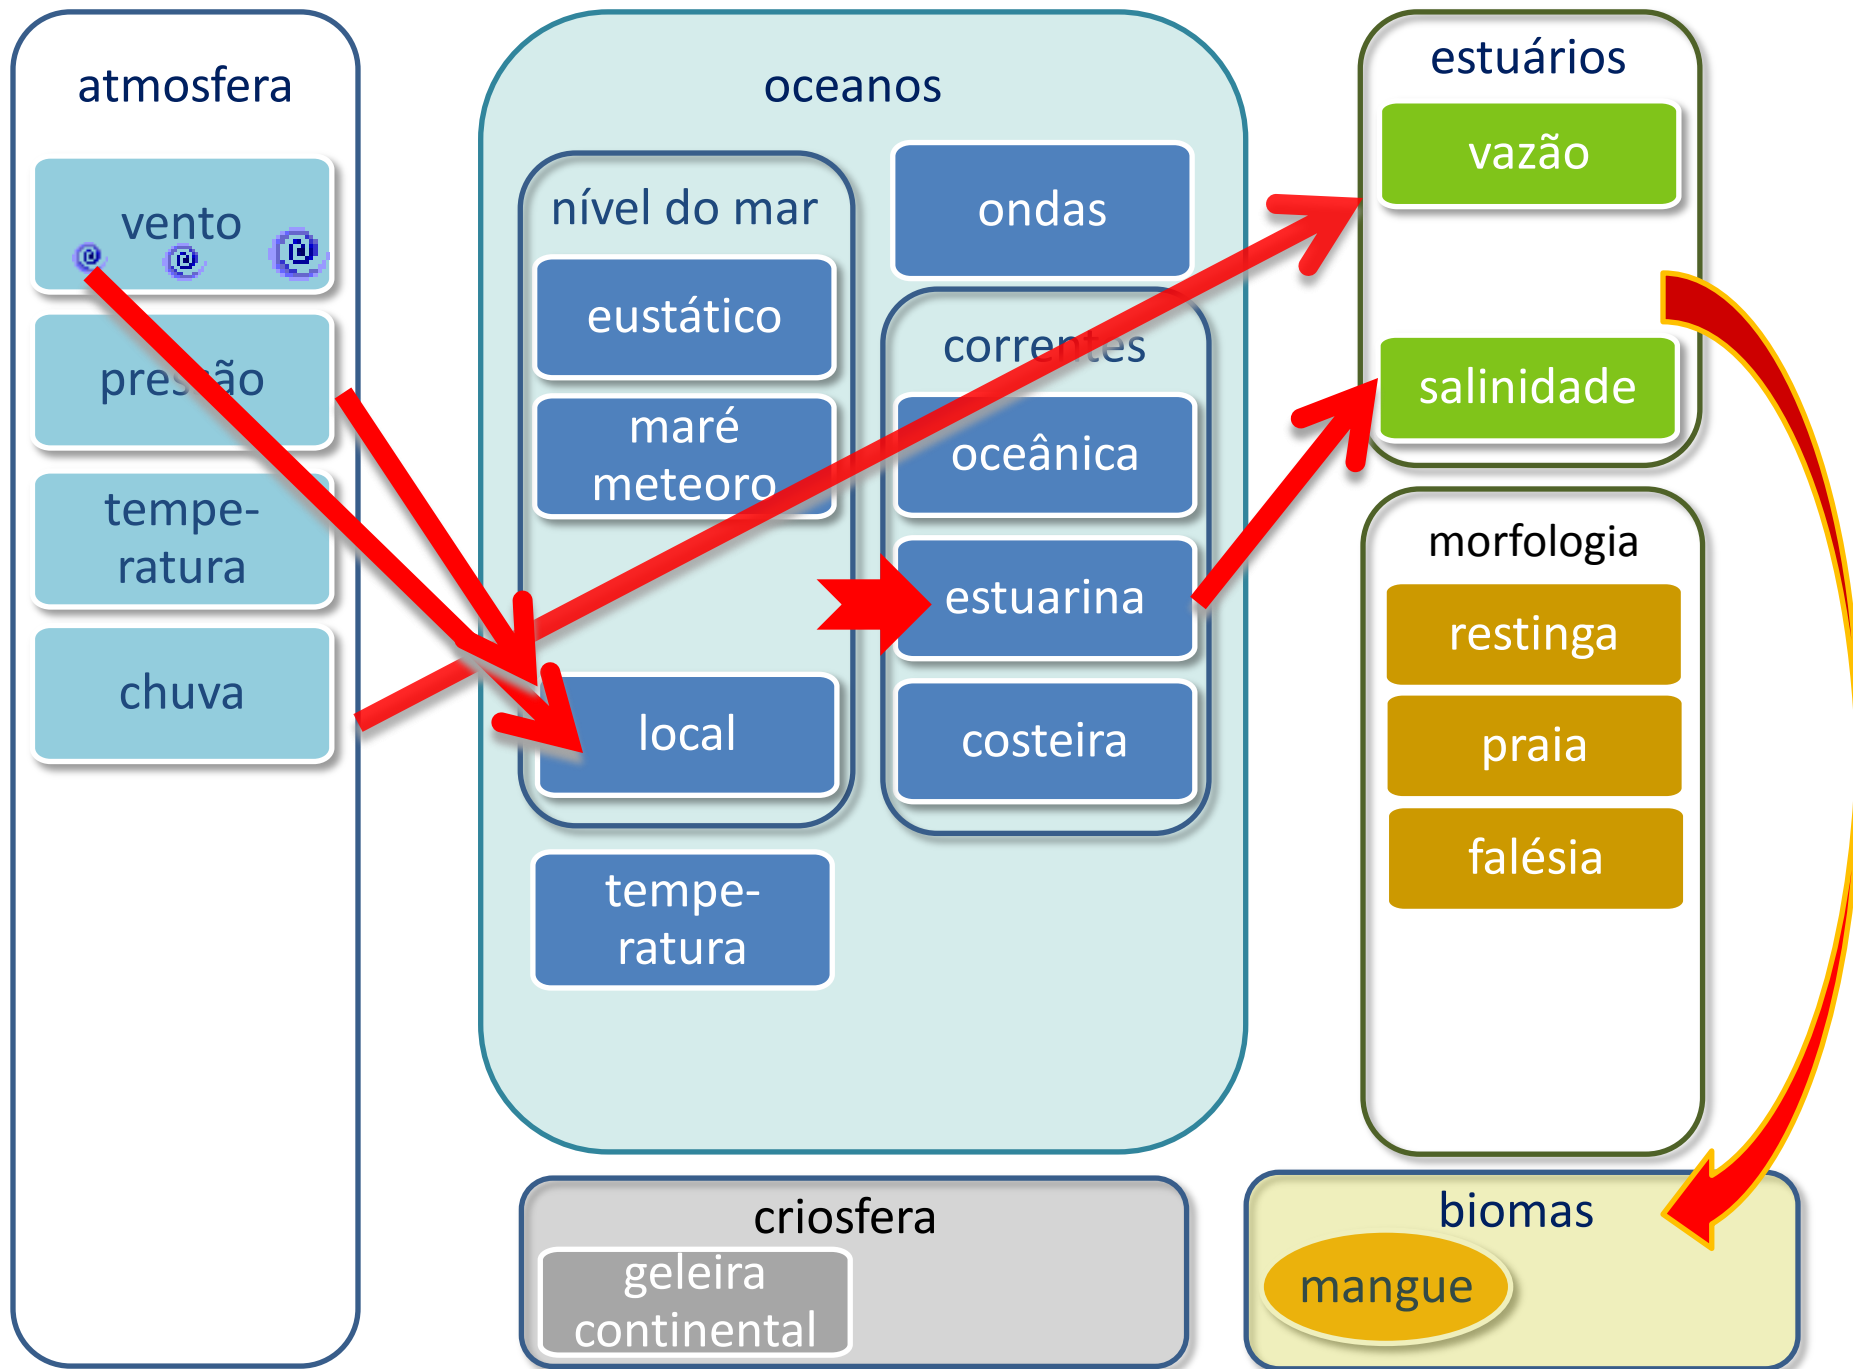 atmosfera
vento
pressão
tempe-
ratura
chuva
oceanos
nível do mar
eustático
maré
meteoro
local
tempe-
ratura
ondas
correntes
oceânica
estuarina
costeira
estuários
vazão
salinidade
morfologia
restinga
praia
falésia
criosfera
geleira
continental
biomas
mangue